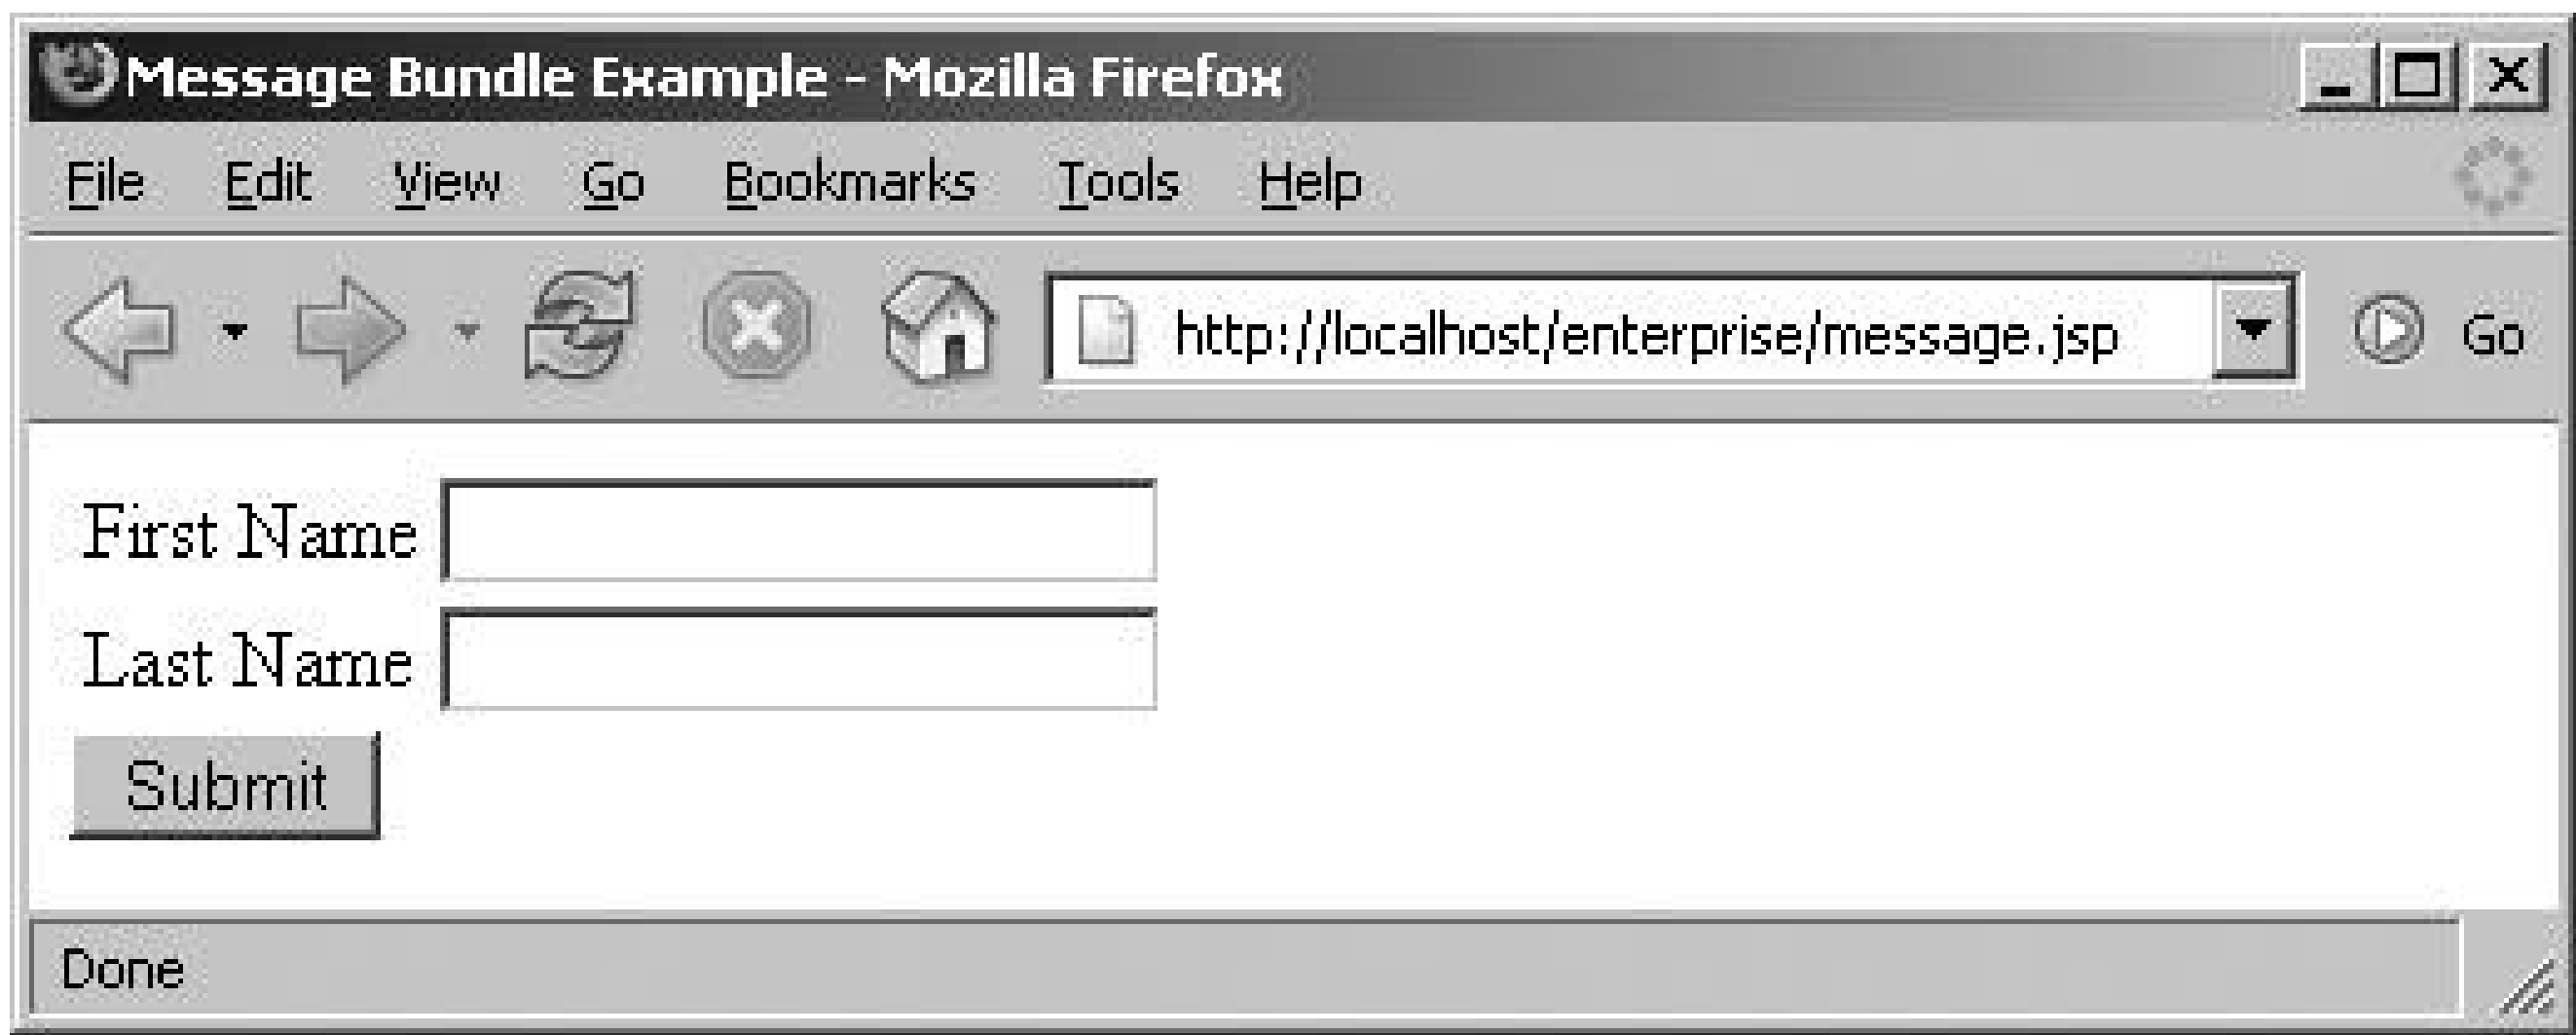 Message Bundle Example - Mozilla Firefox
File Edit View Go Bookmarks Tools Help
http://localhost/enterprise/message.jsp Go
First Name
Last Name
Submit
Done